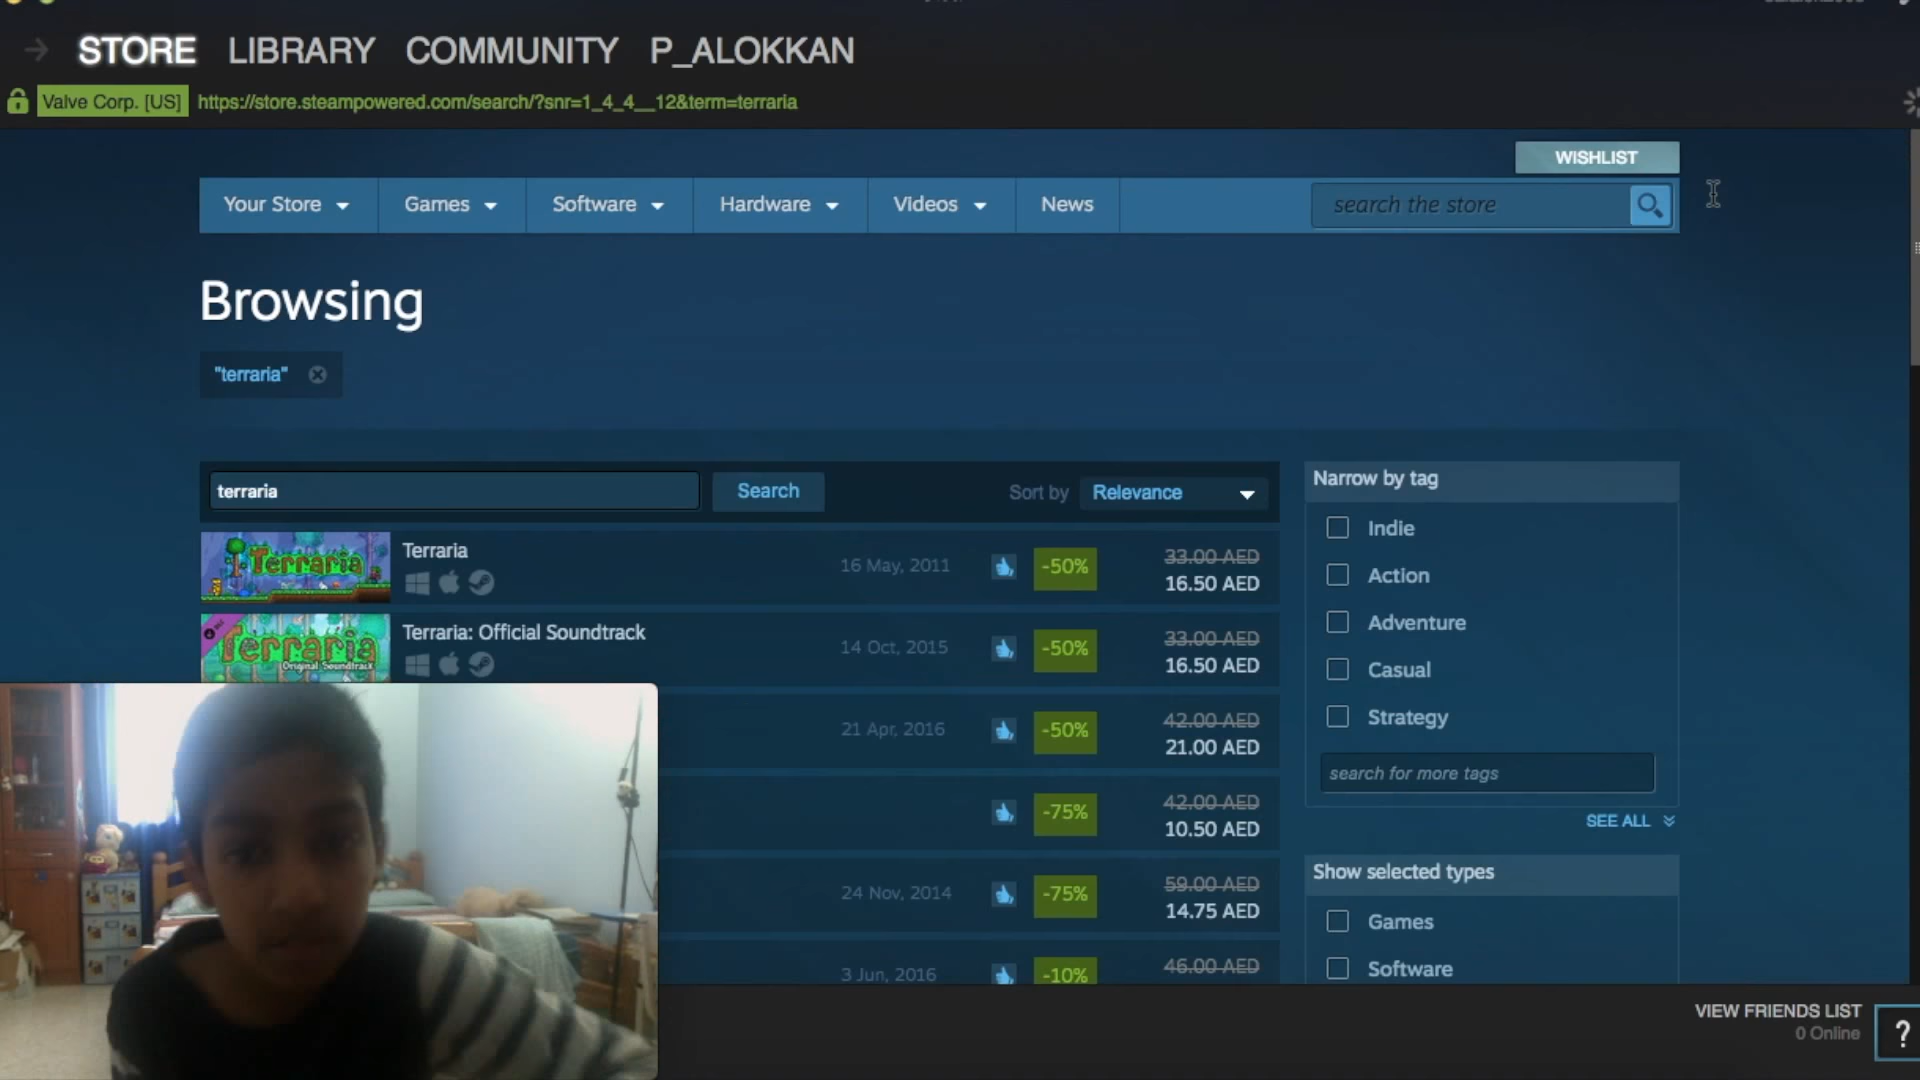 STORE LIBRARY COMMUNITY P_ALOKKAN
Valve Corp. [US] https://store.steampowered.com/search/?snr=1_4_4__12&term=terraria
WISHLIST
Your Store Games Software Hardware Videos News search the store
Browsing
"terraria"
terraria Search Sort by Relevance
Terraria
Terraria 16 May, 2011 -50% 33.00 AED
16.50 AED
Terraria
Original Soundtrack
Terraria: Official Soundtrack 14 Oct, 2015 -50% 33.00 AED
16.50 AED
21 Apr, 2016 -50% 42.00 AED
21.00 AED
-75% 42.00 AED
10.50 AED
24 Nov, 2014 -75% 59.00 AED
14.75 AED
3 Jun, 2016 -10% 46.00 AED
Narrow by tag
Indie
Action
Adventure
Casual
Strategy
search for more tags
SEE ALL
Show selected types
Games
Software
VIEW FRIENDS LIST
0 Online
?